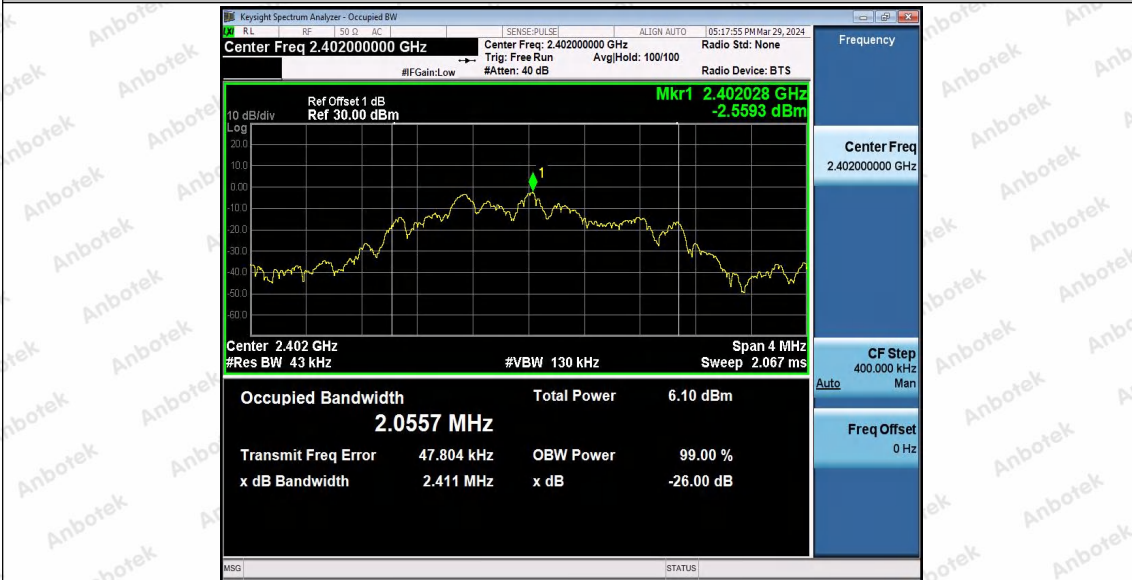 Keysight Spectrum Analyzer - Occupied BW
RL RF 50 Ω AC SENSE:PULSE ALIGN AUTO 05:17:55 PM Mar 29, 2024
Center Freq 2.402000000 GHz
Center Freq: 2.402000000 GHz Radio Std: None
Trig: Free Run Avg|Hold: 100/100
#IFGain:Low #Atten: 40 dB Radio Device: BTS
Frequency
Mkr1 2.402028 GHz
-2.5593 dBm
Ref Offset 1 dB
10 dB/div Ref 30.00 dBm
Log
20.0
10.0
0.00
-10.0
-20.0
-30.0
-40.0
-50.0
-60.0
1
Center 2.402 GHz Span 4 MHz
#Res BW 43 kHz #VBW 130 kHz Sweep 2.067 ms
Occupied Bandwidth Total Power 6.10 dBm
2.0557 MHz
Transmit Freq Error 47.804 kHz OBW Power 99.00 %
x dB Bandwidth 2.411 MHz x dB -26.00 dB
Center Freq
2.402000000 GHz
CF Step
400.000 kHz
Auto Man
Freq Offset
0 Hz
MSG STATUS
Anbotek